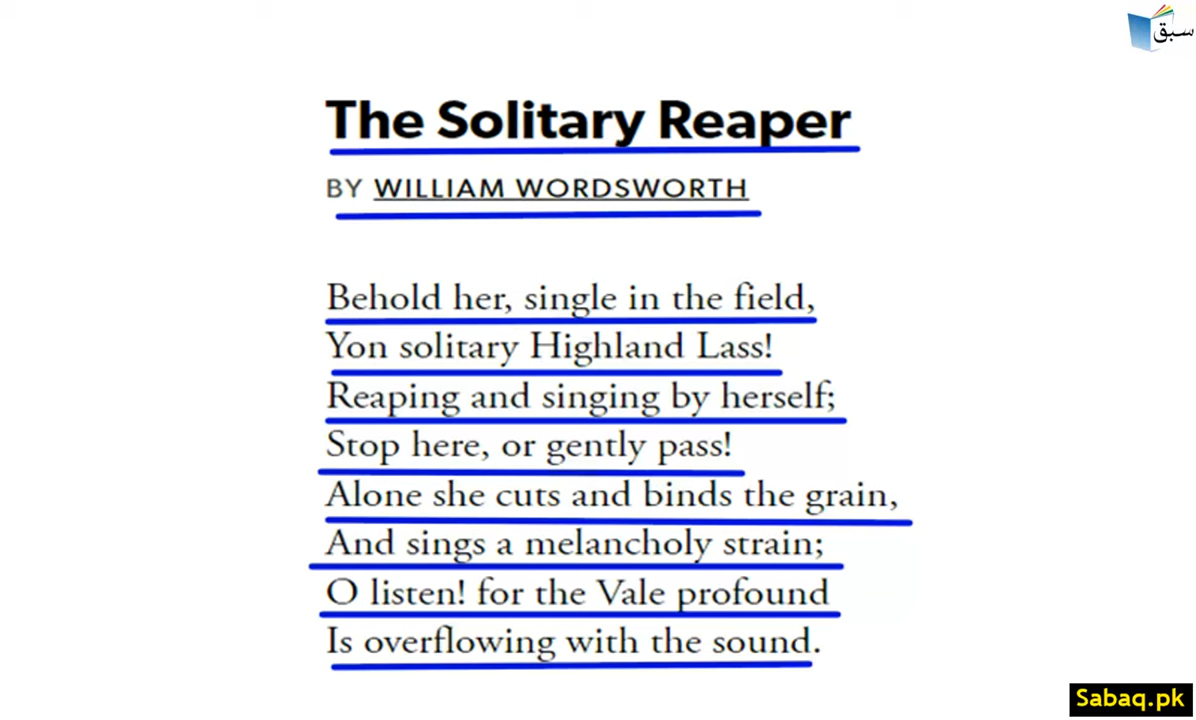 سبق
The Solitary Reaper
BY WILLIAM WORDSWORTH
Behold her, single in the field,
Yon solitary Highland Lass!
Reaping and singing by herself;
Stop here, or gently pass!
Alone she cuts and binds the grain,
And sings a melancholy strain;
O listen! for the Vale profound
Is overflowing with the sound.
Sabaq.pk